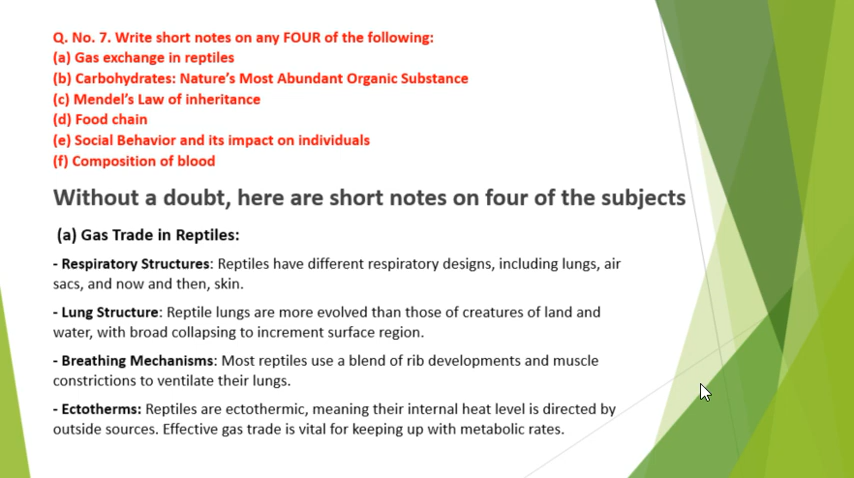 Q. No. 7. Write short notes on any FOUR of the following:
(a) Gas exchange in reptiles
(b) Carbohydrates: Nature's Most Abundant Organic Substance
(c) Mendel's Law of inheritance
(d) Food chain
(e) Social Behavior and its impact on individuals
(f) Composition of blood
Without a doubt, here are short notes on four of the subjects
(a) Gas Trade in Reptiles:
- Respiratory Structures: Reptiles have different respiratory designs, including lungs, air
sacs, and now and then, skin.
- Lung Structure: Reptile lungs are more evolved than those of creatures of land and
water, with broad collapsing to increment surface region.
- Breathing Mechanisms: Most reptiles use a blend of rib developments and muscle
constrictions to ventilate their lungs.
- Ectotherms: Reptiles are ectothermic, meaning their internal heat level is directed by
outside sources. Effective gas trade is vital for keeping up with metabolic rates.